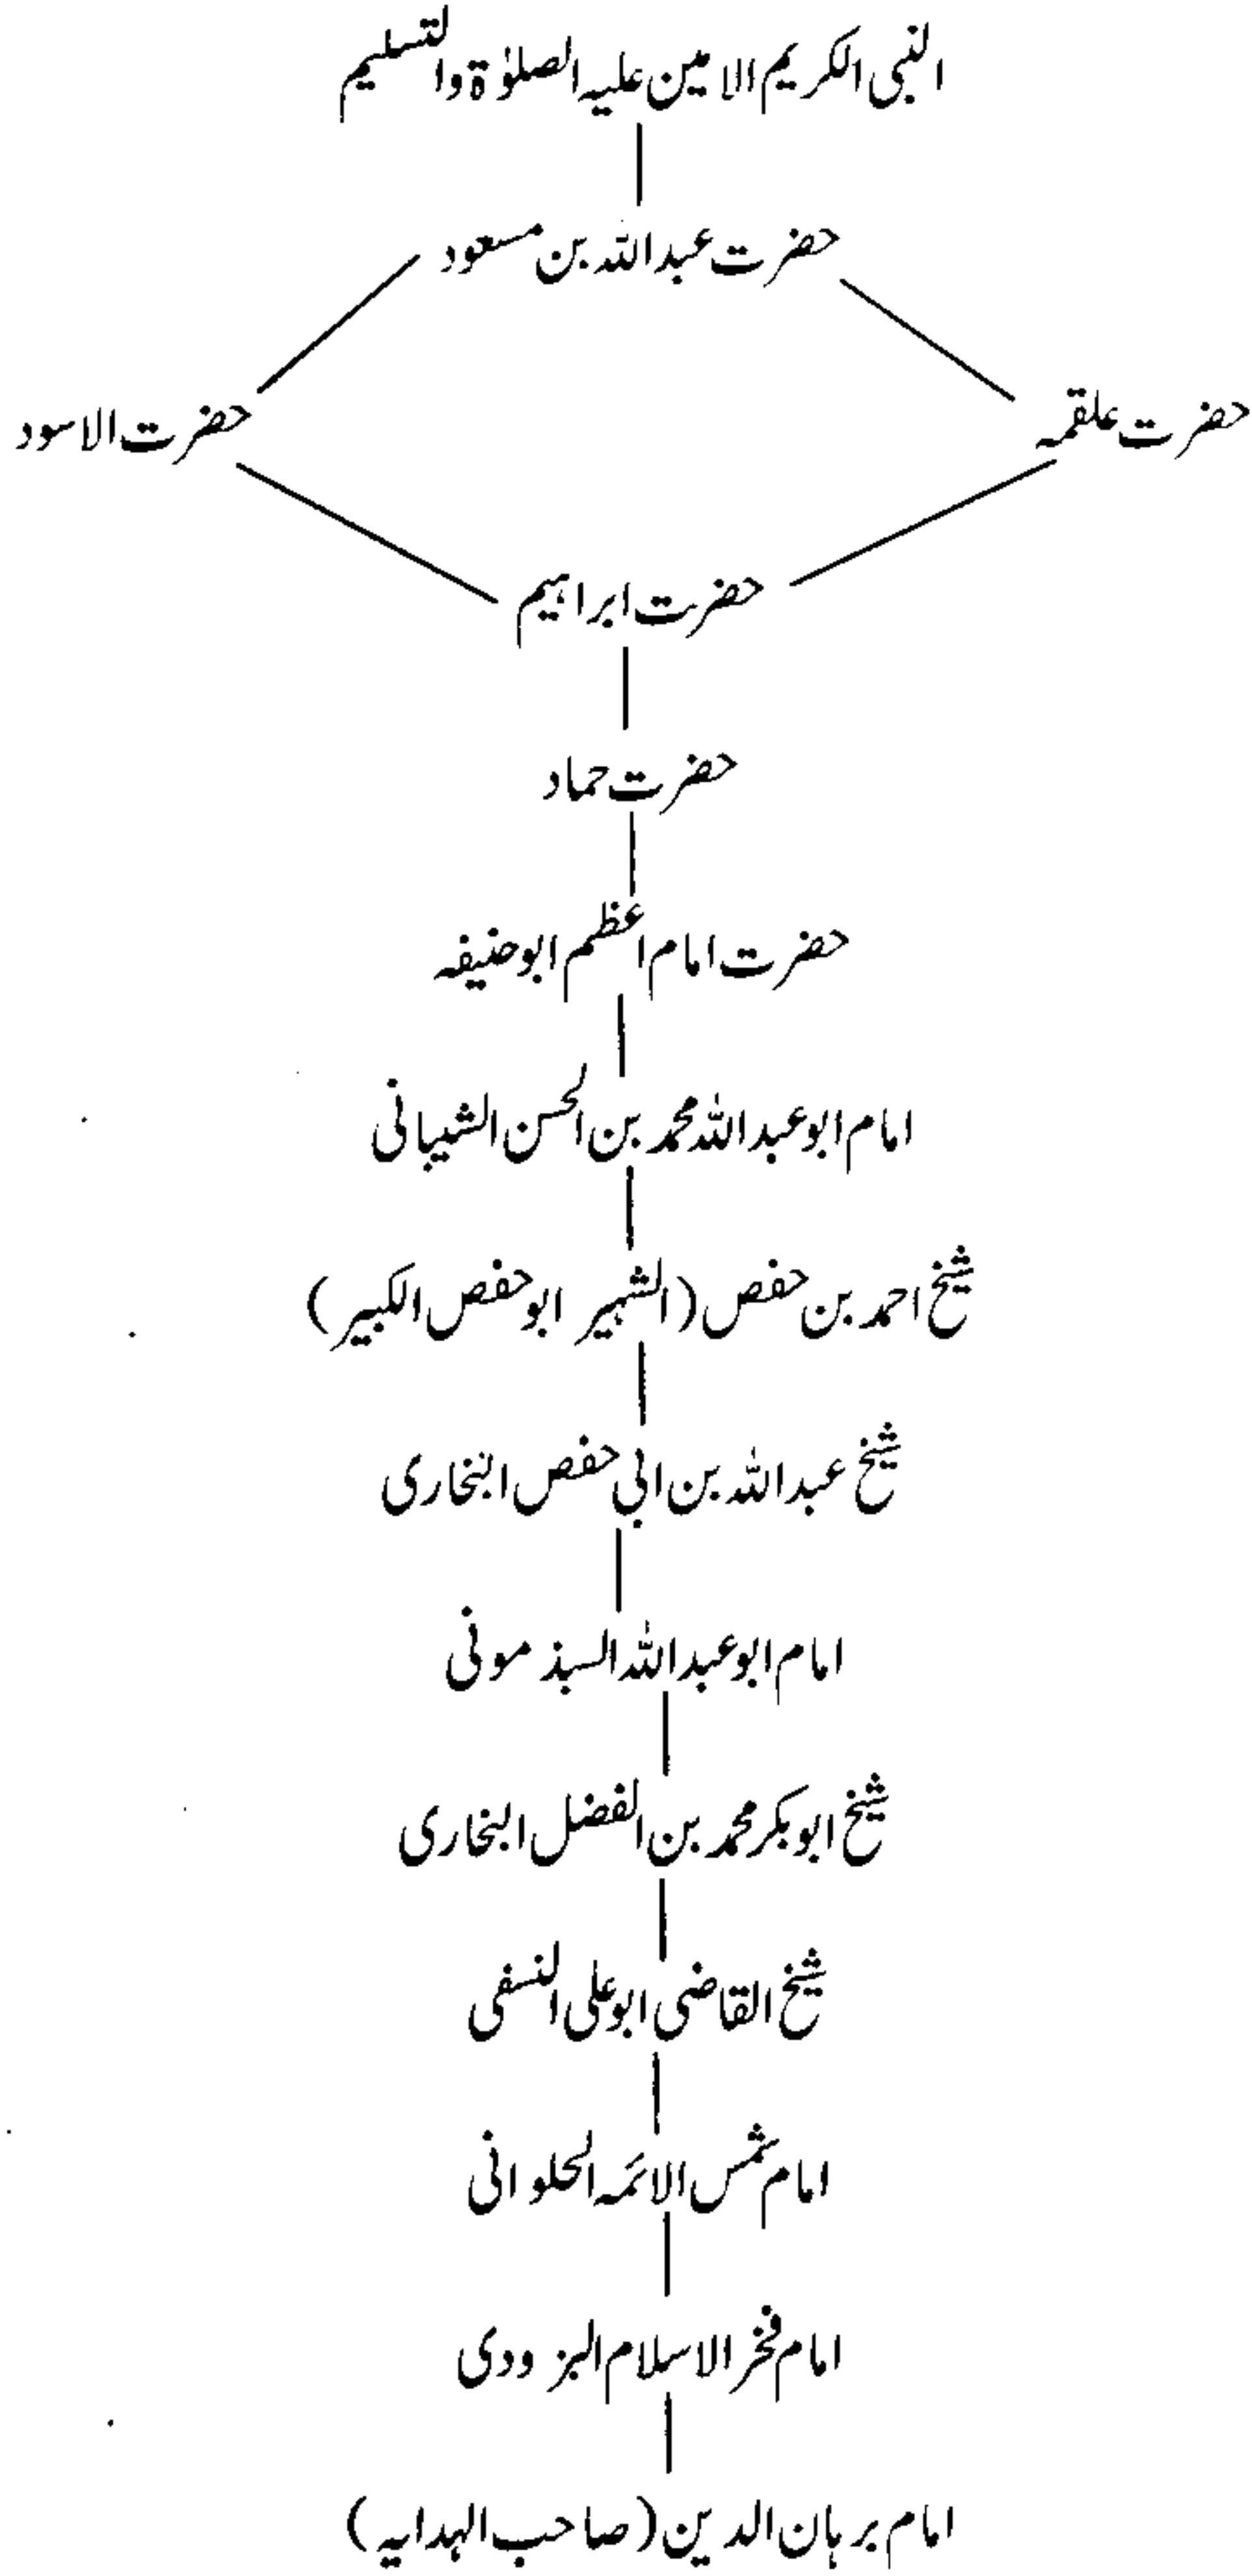 النبی الکریم الامین علیہ الصلوٰۃ والتسلیم
حضرت عبداللہ بن مسعود
حضرت علقمہ
حضرت الاسود
حضرت ابراہیم
حضرت حماد
حضرت امام اعظم ابوحنیفہ
امام ابوعبداللہ محمد بن الحسن الشیبانی
شیخ احمد بن حفص (الشہیر ابوحفص الکبیر)
شیخ عبداللہ بن ابی حفص البخاری
امام ابوعبداللہ السبذمونی
شیخ ابوبکر محمد بن الفضل البخاری
شیخ القاضی ابوعلی النسفی
امام شمس الائمہ الحلوانی
امام فخر الاسلام البزودی
امام برہان الدین (صاحب الہدایہ)